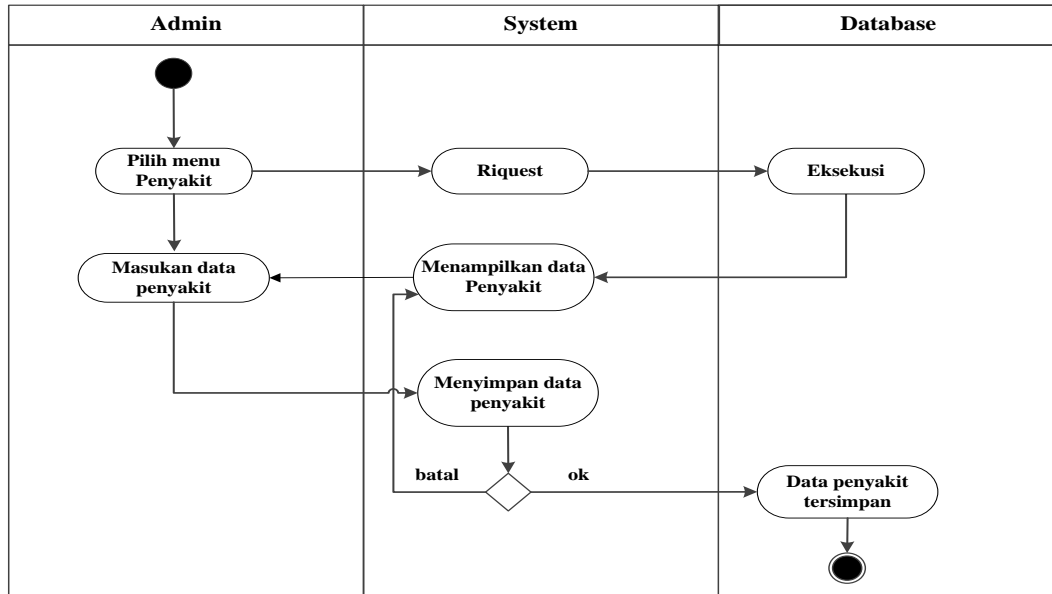 Admin
System
Database
Pilih menu
Penyakit
Riquest
Eksekusi
Masukan data
penyakit
Menampilkan data
Penyakit
Menyimpan data
penyakit
batal
ok
Data penyakit
tersimpan